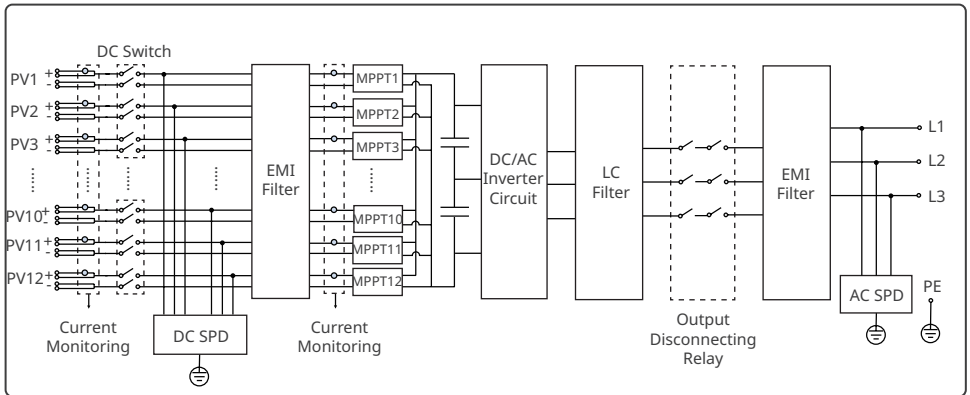 DC Switch
PV1 + -
PV2 + -
PV3 + -
PV10 + -
PV11 + -
PV12 + -
Current
Monitoring
DC SPD
EMI
Filter
Current
Monitoring
MPPT1
MPPT2
MPPT3
MPPT10
MPPT11
MPPT12
DC/AC
Inverter
Circuit
LC
Filter
Output
Disconnecting
Relay
EMI
Filter
L1
L2
L3
AC SPD
PE